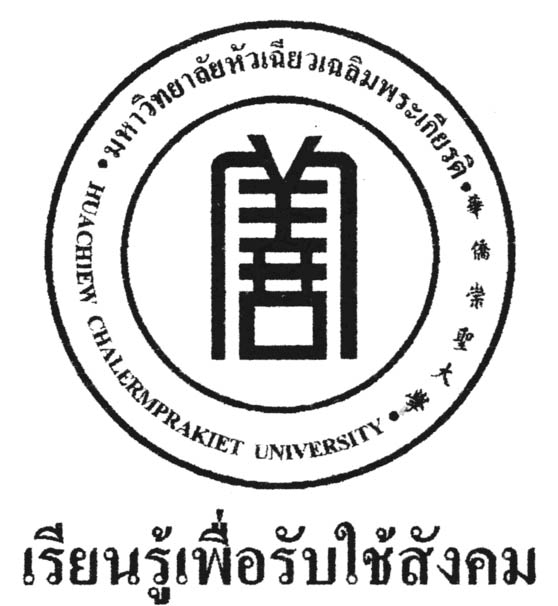 มหาวิทยาลัยหัวเฉียวเฉลิมพระเกียรติ
華僑崇聖大學
HUACHIEW CHALERMPRAKIET UNIVERSITY
善
เรียนรู้เพื่อรับใช้สังคม